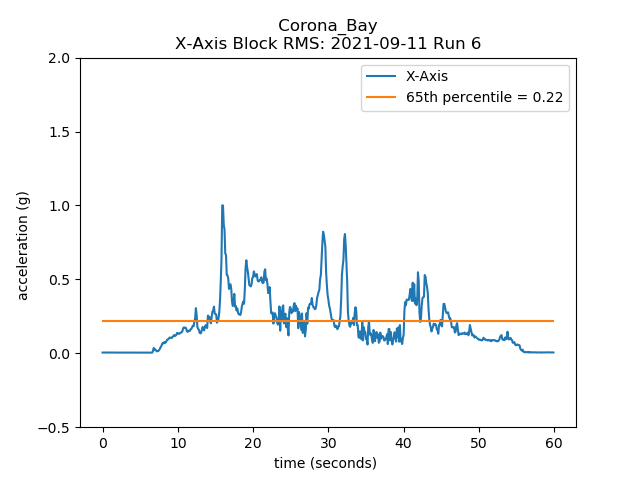 Corona_Bay
X-Axis Block RMS: 2021-09-11 Run 6
X-Axis
65th percentile = 0.22
acceleration (g)
2.0
1.5
1.0
0.5
0.0
−0.5
0 10 20 30 40 50 60
time (seconds)